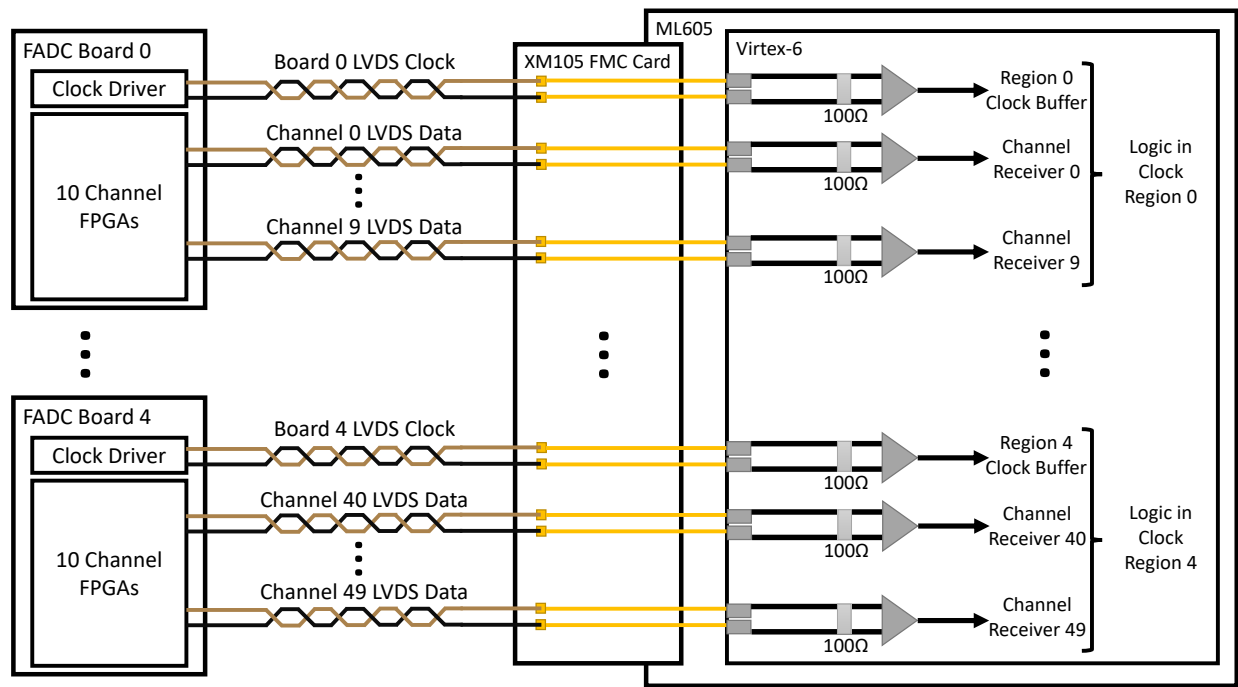 ML605
FADC Board 0
XM105 FMC Card
Virtex-6
Clock Driver
Board 0 LVDS Clock
100Ω
Region 0
Clock Buffer
10 Channel
FPGAs
Channel 0 LVDS Data
100Ω
Channel
Receiver 0
Channel 9 LVDS Data
100Ω
Channel
Receiver 9
Logic in
Clock
Region 0
FADC Board 4
Clock Driver
Board 4 LVDS Clock
100Ω
Region 4
Clock Buffer
10 Channel
FPGAs
Channel 40 LVDS Data
100Ω
Channel
Receiver 40
Channel 49 LVDS Data
100Ω
Channel
Receiver 49
Logic in
Clock
Region 4